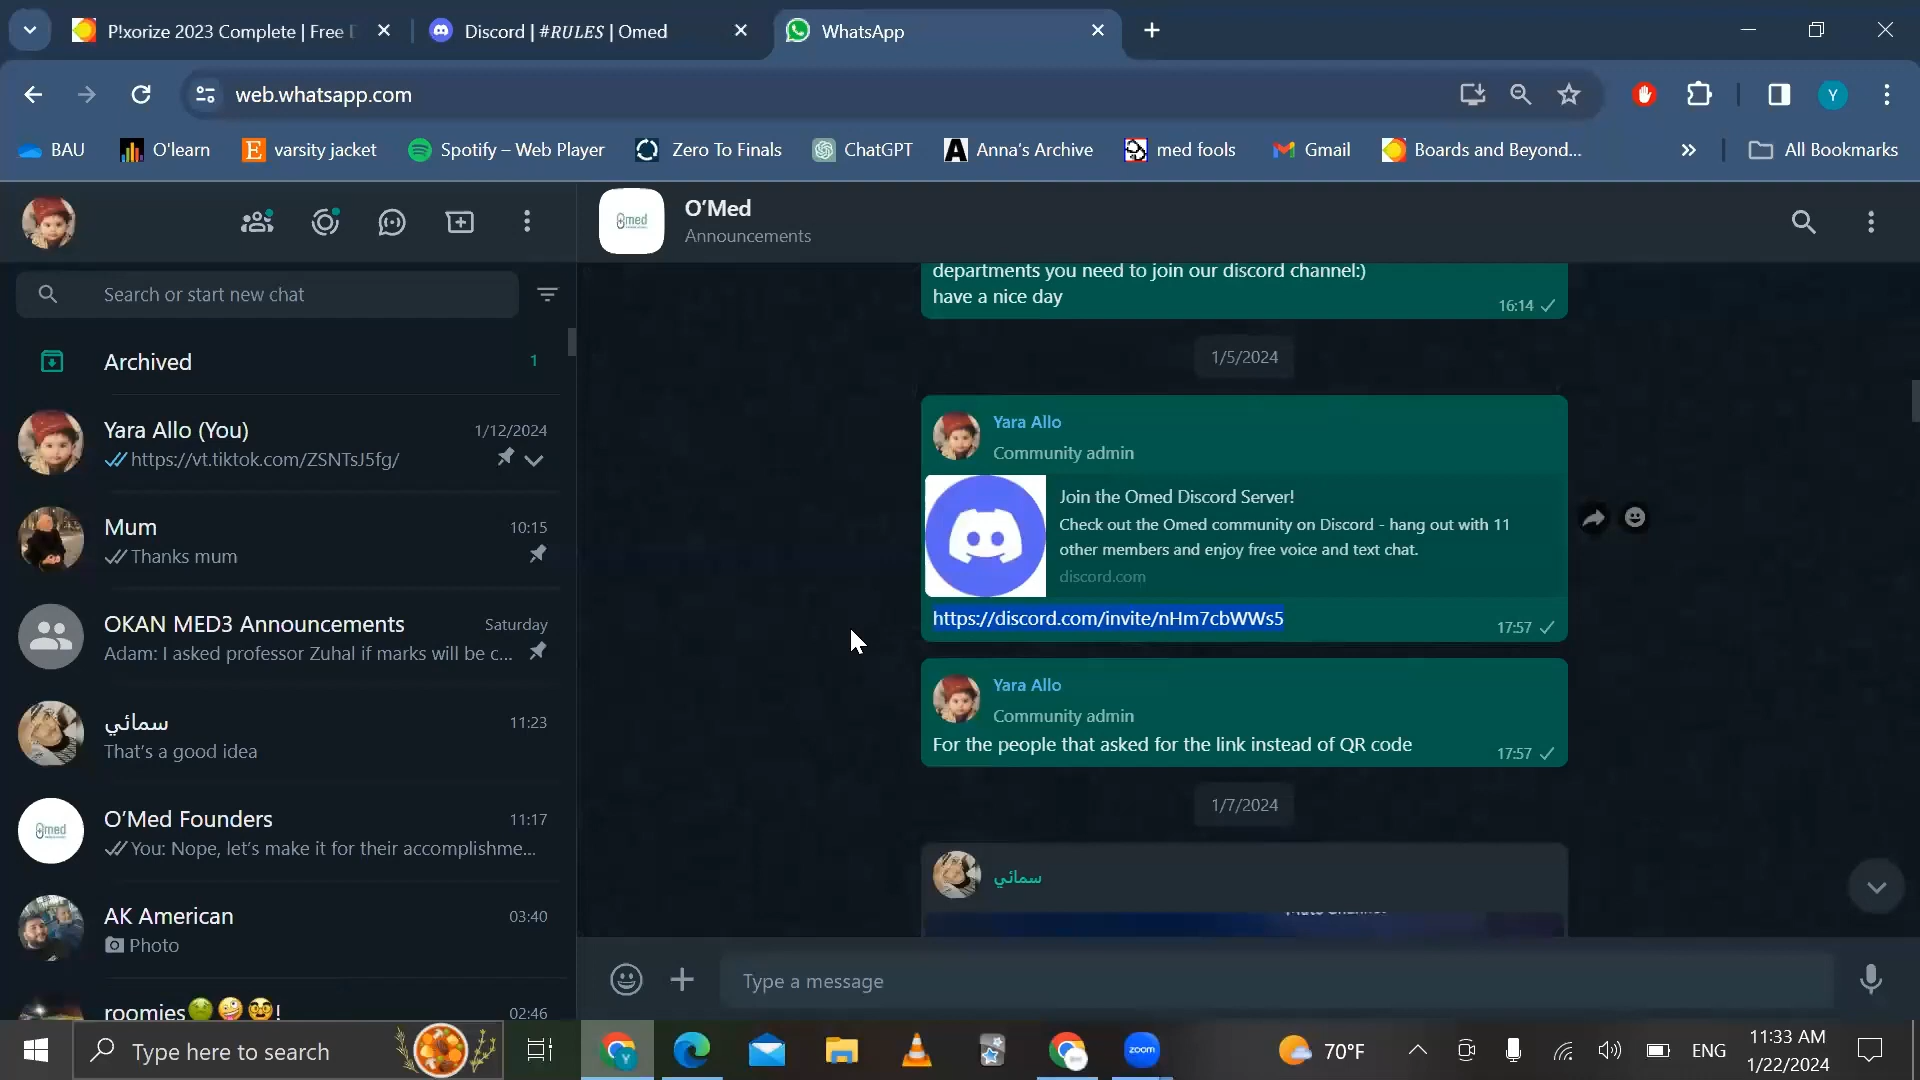 P!xorize 2023 Complete | Free D
Discord | #RULES | Omed
WhatsApp
web.whatsapp.com
Y
BAU
O'learn
varsity jacket
Spotify – Web Player
Zero To Finals
ChatGPT
Anna's Archive
med fools
Gmail
Boards and Beyond...
All Bookmarks
Search or start new chat
Archived
1
Yara Allo (You)
1/12/2024
https://vt.tiktok.com/ZSNTsJ5fg/
Mum
10:15
Thanks mum
OKAN MED3 Announcements
Saturday
Adam: I asked professor Zuhal if marks will be c...
سمائي
11:23
That's a good idea
O'Med Founders
11:17
You: Nope, let's make it for their accomplishme...
AK American
03:40
Photo
roomies🤢🤪🥸!
02:46
Omed
O'Med
Announcements
departments you need to join our discord channel:)
have a nice day
16:14
1/5/2024
Yara Allo
Community admin
Join the Omed Discord Server!
Check out the Omed community on Discord - hang out with 11
other members and enjoy free voice and text chat.
discord.com
https://discord.com/invite/nHm7cbWWs5
17:57
Yara Allo
Community admin
For the people that asked for the link instead of QR code
17:57
1/7/2024
سمائي
Type a message
Type here to search
zoom
70°F
ENG
11:33 AM
1/22/2024